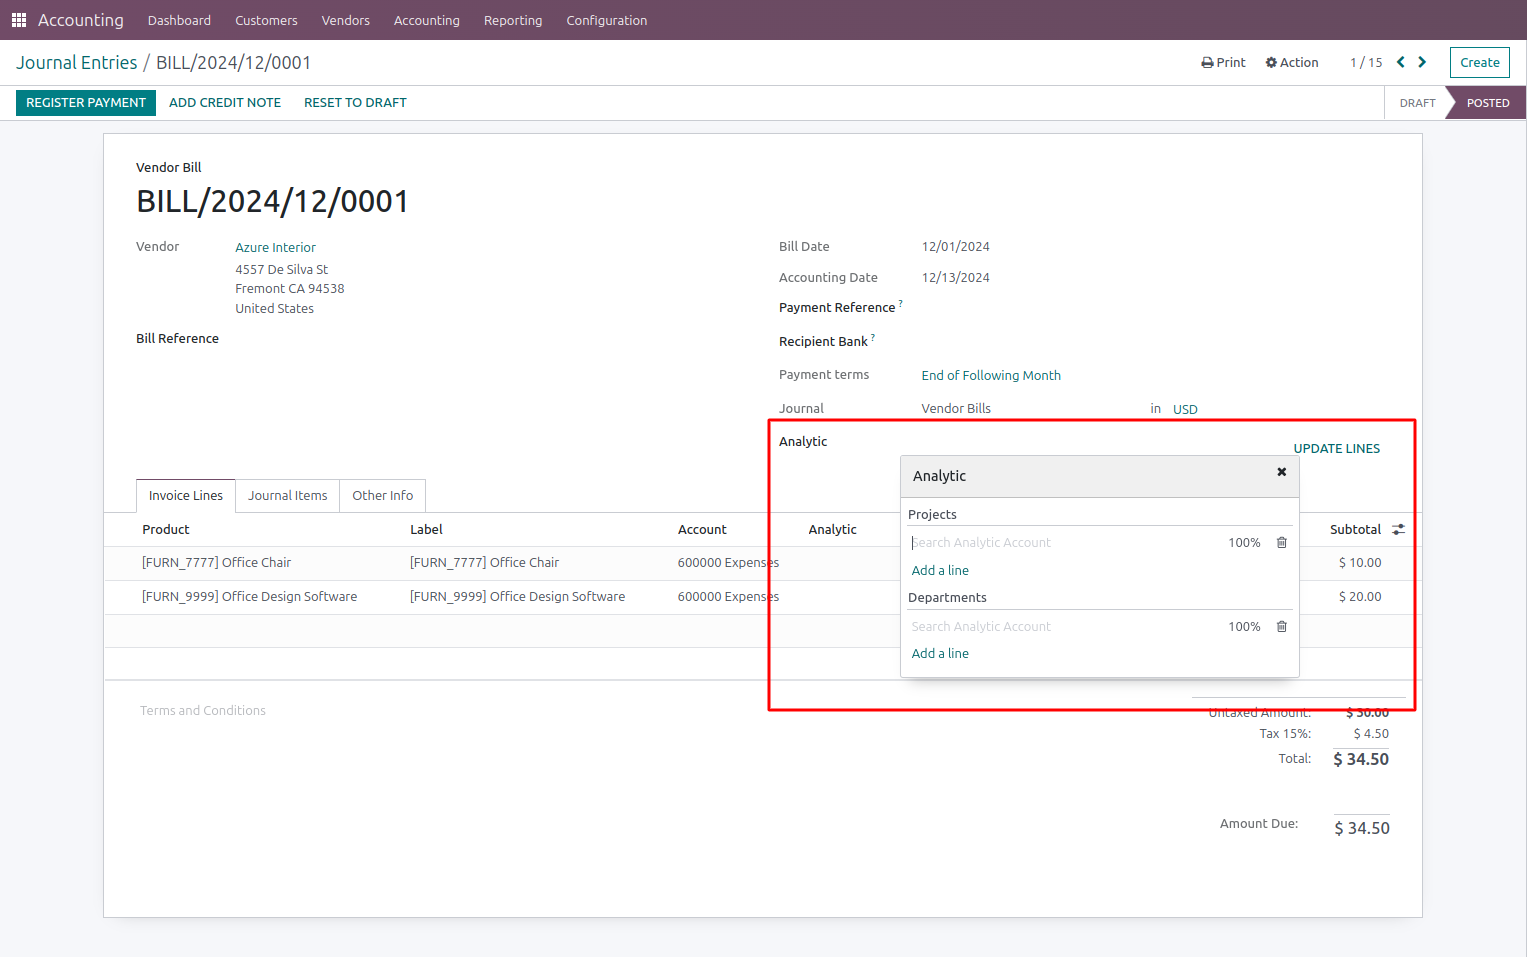 Accounting Dashboard Customers Vendors Accounting Reporting Configuration
Journal Entries / BILL/2024/12/0001 Print Action 1 / 15 Create
REGISTER PAYMENT ADD CREDIT NOTE RESET TO DRAFT DRAFT POSTED
Vendor Bill
BILL/2024/12/0001
Vendor Azure Interior
4557 De Silva St
Fremont CA 94538
United States
Bill Reference
Bill Date 12/01/2024
Accounting Date 12/13/2024
Payment Reference ?
Recipient Bank ?
Payment terms End of Following Month
Journal Vendor Bills in USD
Analytic
UPDATE LINES
Analytic
Projects
Search Analytic Account 100%
Add a line
Departments
Search Analytic Account 100%
Add a line
Invoice Lines Journal Items Other Info
Product Label Account Analytic Subtotal
[FURN_7777] Office Chair [FURN_7777] Office Chair 600000 Expenses $ 10.00
[FURN_9999] Office Design Software [FURN_9999] Office Design Software 600000 Expenses $ 20.00
Terms and Conditions
Untaxed Amount: $ 30.00
Tax 15%: $ 4.50
Total: $ 34.50
Amount Due: $ 34.50